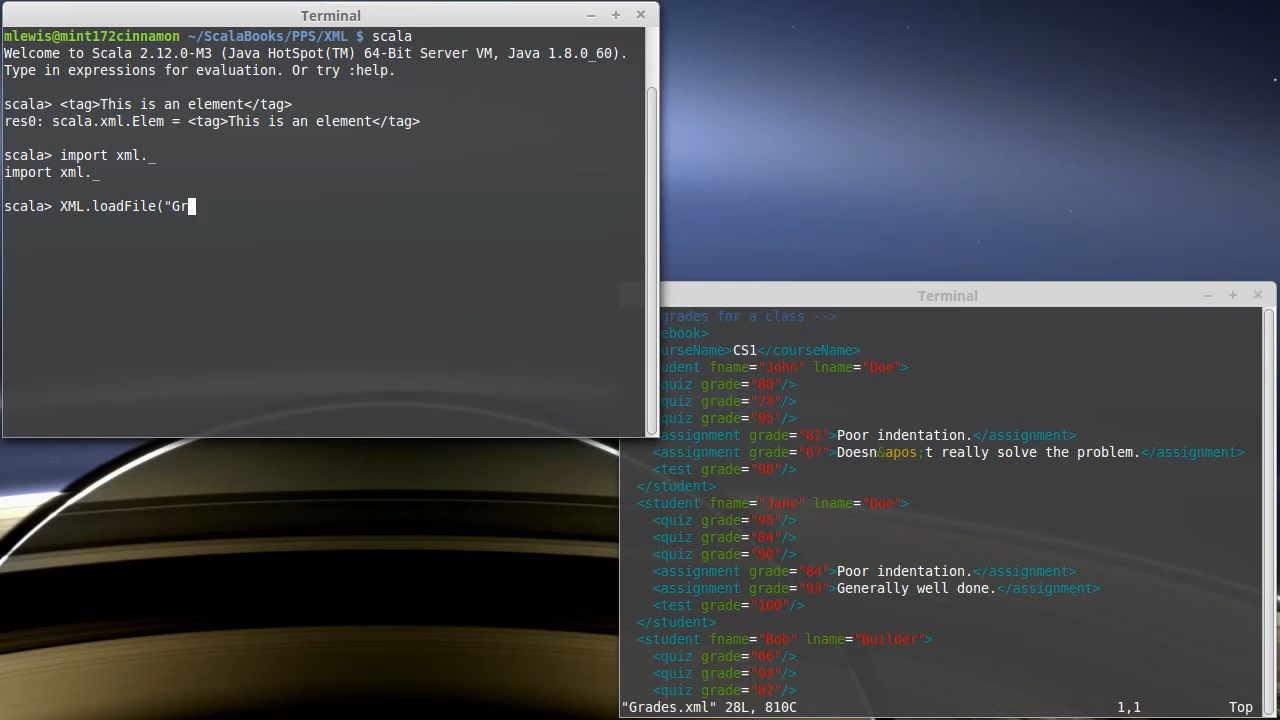 Terminal
mlewis@mint172cinnamon ~/ScalaBooks/PPS/XML $ scala
Welcome to Scala 2.12.0-M3 (Java HotSpot(TM) 64-Bit Server VM, Java 1.8.0_60).
Type in expressions for evaluation. Or try :help.
scala> <tag>This is an element</tag>
res0: scala.xml.Elem = <tag>This is an element</tag>
scala> import xml._
import xml._
scala> XML.loadFile("Gr
Terminal
grades for a class -->
ebook>
urseName>CS1</courseName>
udent fname="John" lname="Doe">
quiz grade="88"/>
quiz grade="73"/>
quiz grade="95"/>
assignment grade="82">Poor indentation.</assignment>
<assignment grade="67">Doesn&apos;t really solve the problem.</assignment>
<test grade="98"/>
</student>
<student fname="Jane" lname="Doe">
<quiz grade="95"/>
<quiz grade="84"/>
<quiz grade="90"/>
<assignment grade="84">Poor indentation.</assignment>
<assignment grade="93">Generally well done.</assignment>
<test grade="100"/>
</student>
<student fname="Bob" lname="Builder">
<quiz grade="66"/>
<quiz grade="93"/>
<quiz grade="82"/>
"Grades.xml" 28L, 810C 1,1 Top